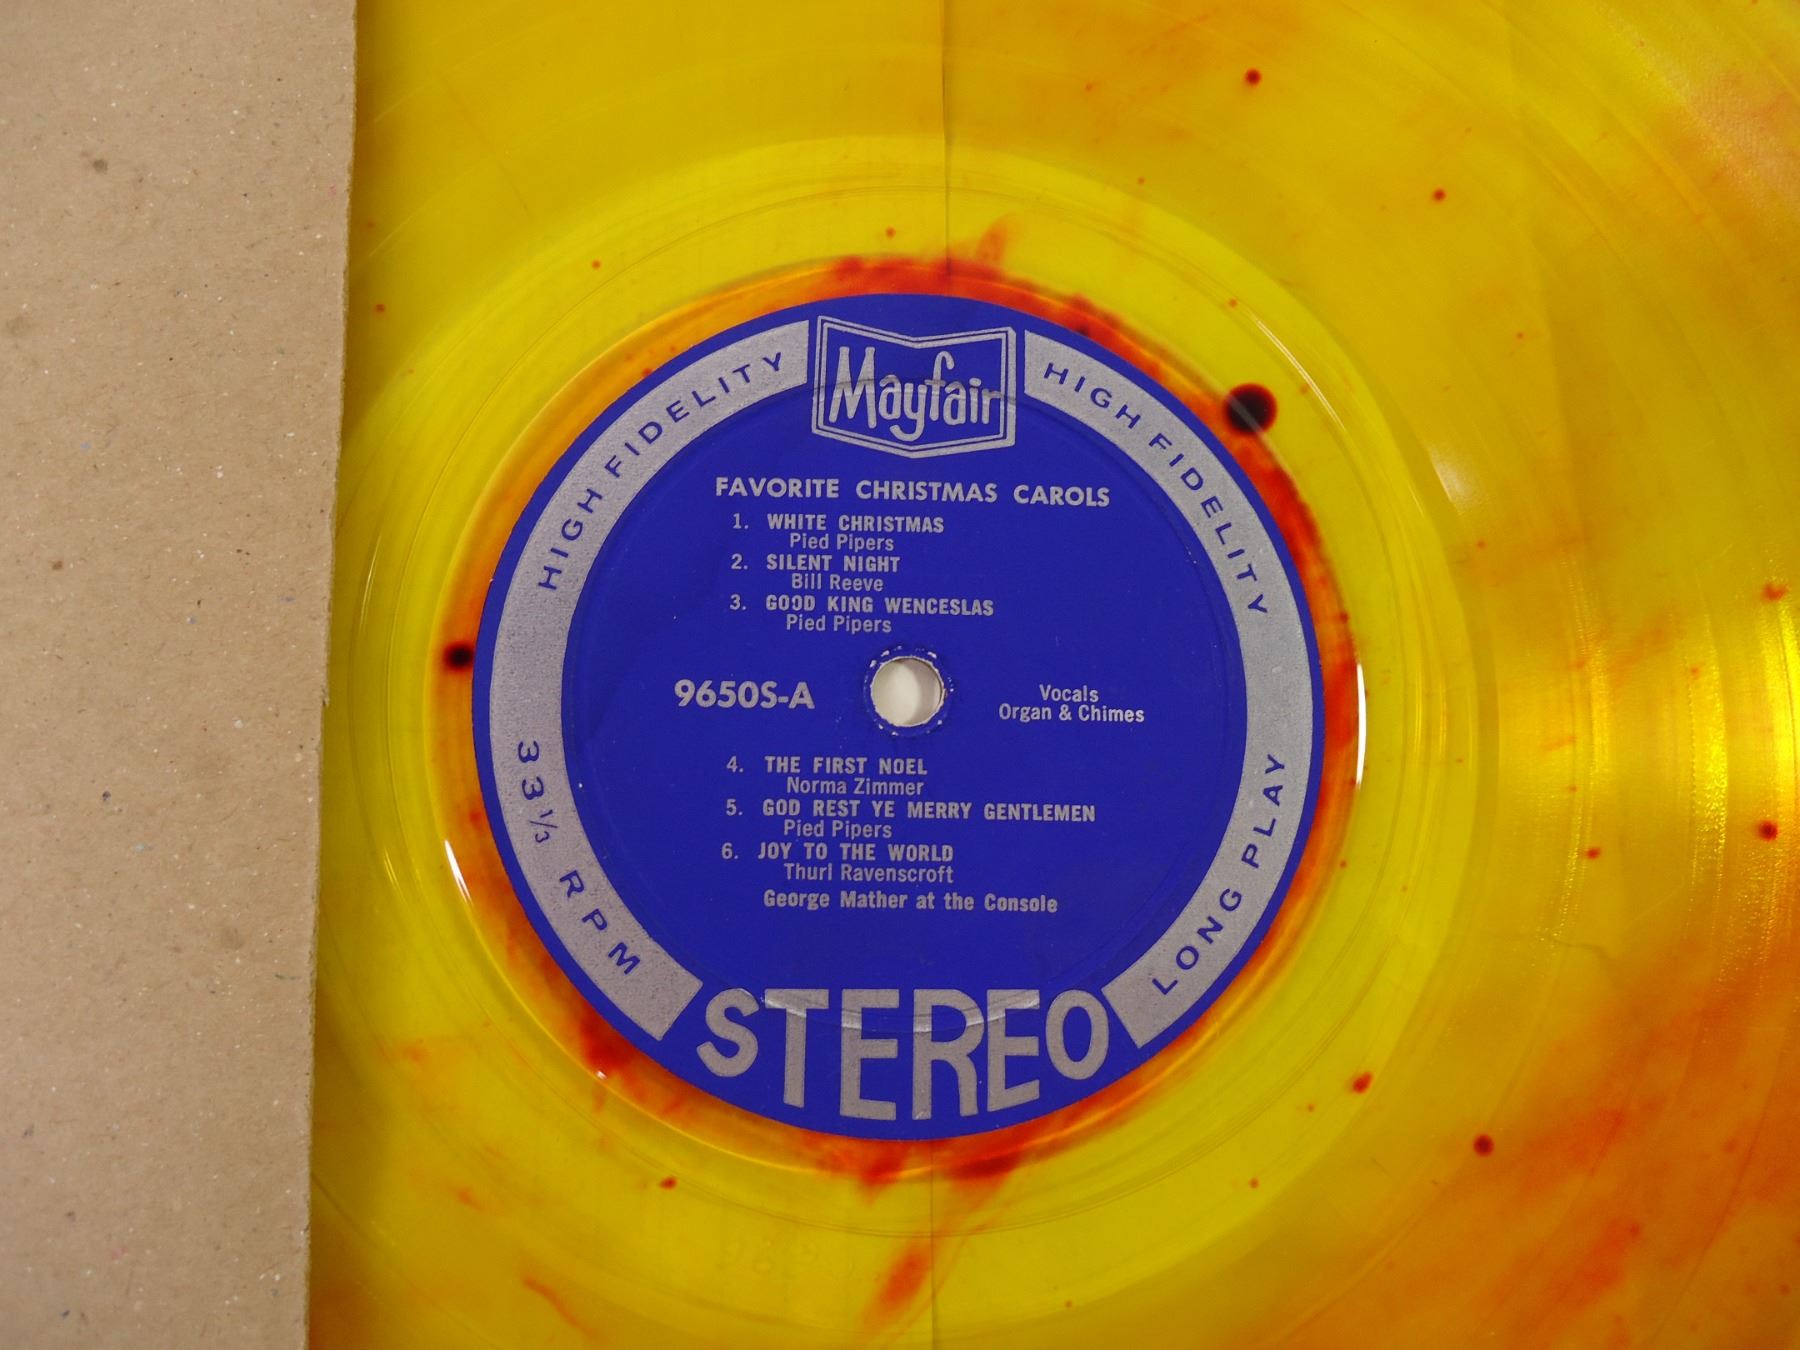 Mayfair
HIGH FIDELITY
HIGH FIDELITY
FAVORITE CHRISTMAS CAROLS
1. WHITE CHRISTMAS
Pied Pipers
2. SILENT NIGHT
Bill Reeve
3. GOOD KING WENCESLAS
Pied Pipers
9650S-A
Vocals
Organ & Chimes
4. THE FIRST NOEL
Norma Zimmer
5. GOD REST YE MERRY GENTLEMEN
Pied Pipers
6. JOY TO THE WORLD
Thurl Ravenscroft
George Mather at the Console
33⅓ RPM
LONG PLAY
STEREO